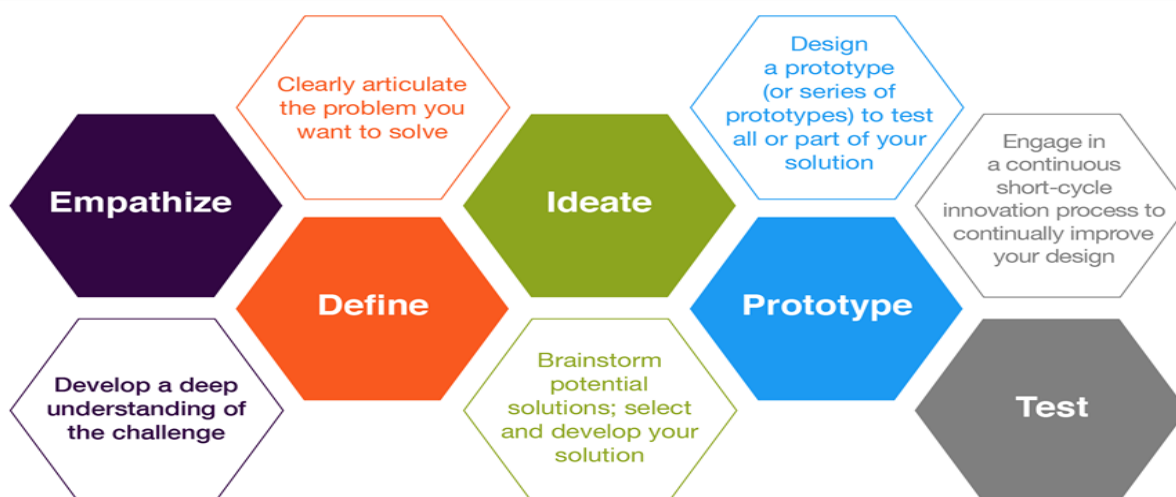 Empathize
Develop a deep
understanding of
the challenge
Clearly articulate
the problem you
want to solve
Define
Ideate
Brainstorm
potential
solutions; select
and develop your
solution
Design
a prototype
(or series of
prototypes) to test
all or part of your
solution
Prototype
Engage in
a continuous
short-cycle
innovation process to
continually improve
your design
Test